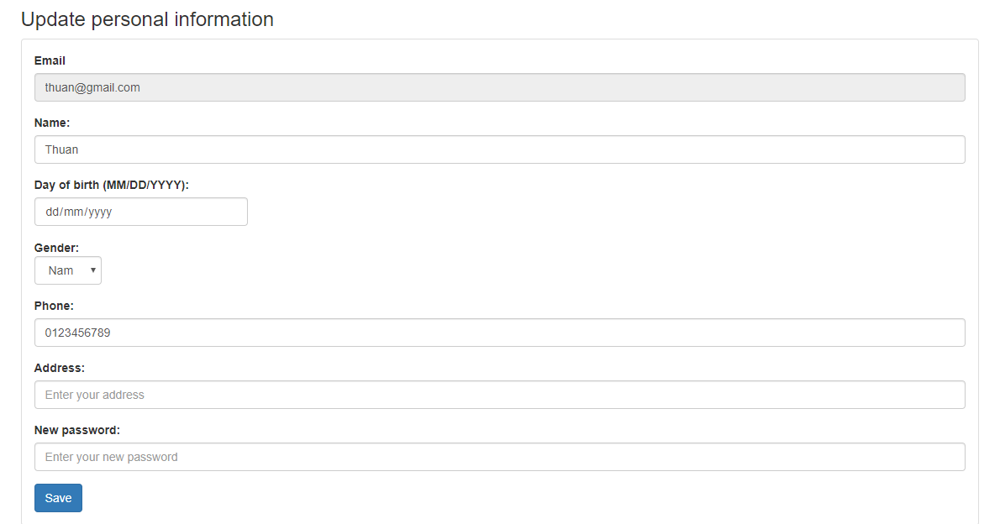 Update personal information
Email
thuan@gmail.com
Name:
Thuan
Day of birth (MM/DD/YYYY):
dd/mm/yyyy
Gender:
Nam
Phone:
0123456789
Address:
Enter your address
New password:
Enter your new password
Save